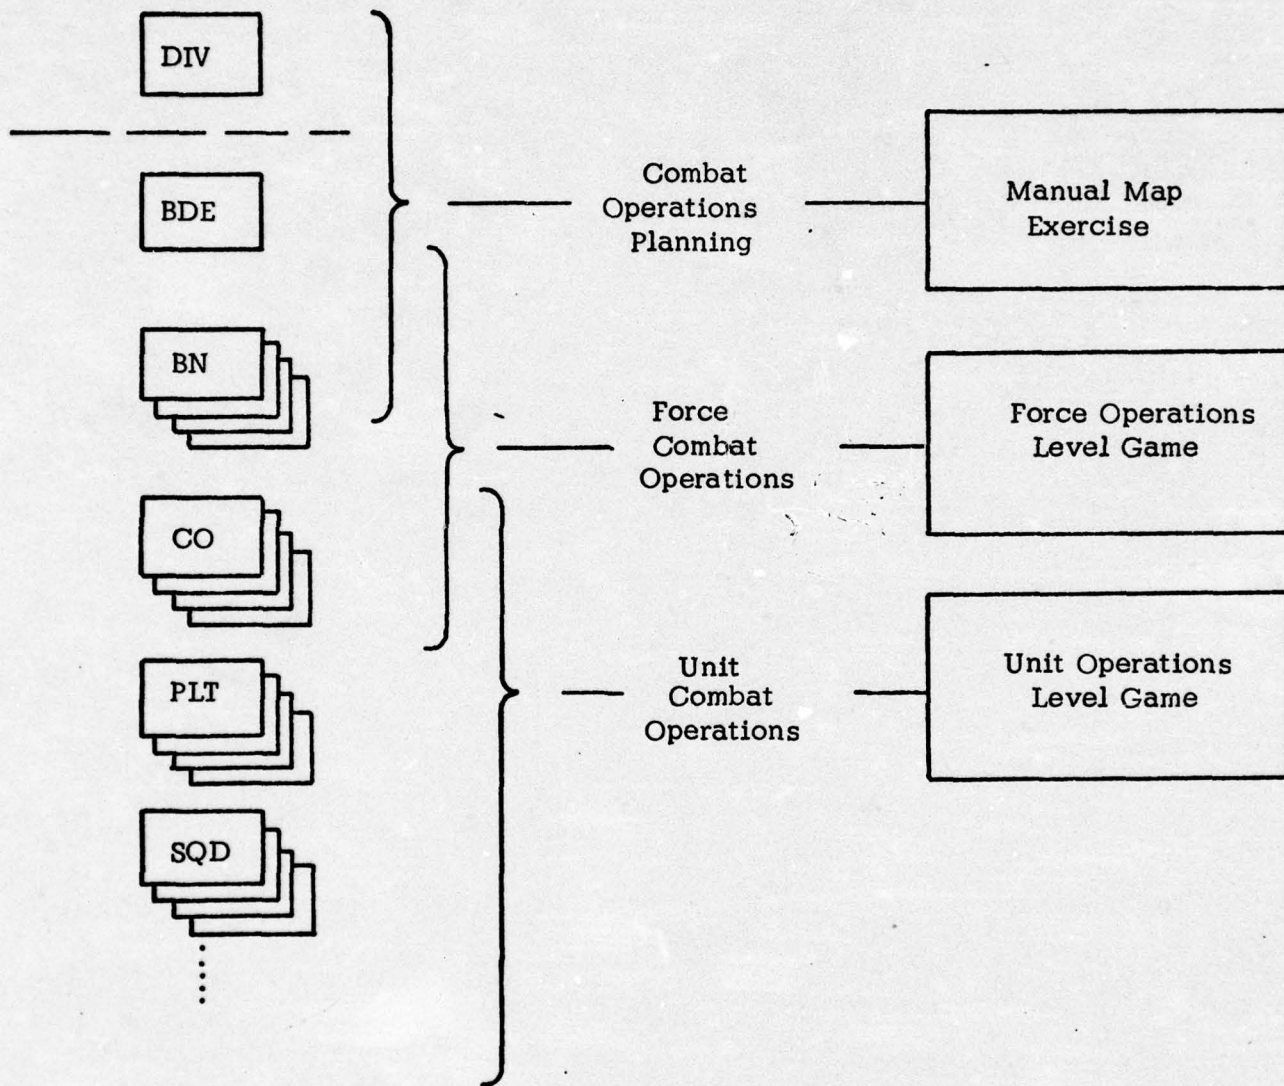 DIV
BDE
BN
CO
PLT
SQD
Combat
Operations
Planning
Force
Combat
Operations
Unit
Combat
Operations
Manual Map
Exercise
Force Operations
Level Game
Unit Operations
Level Game